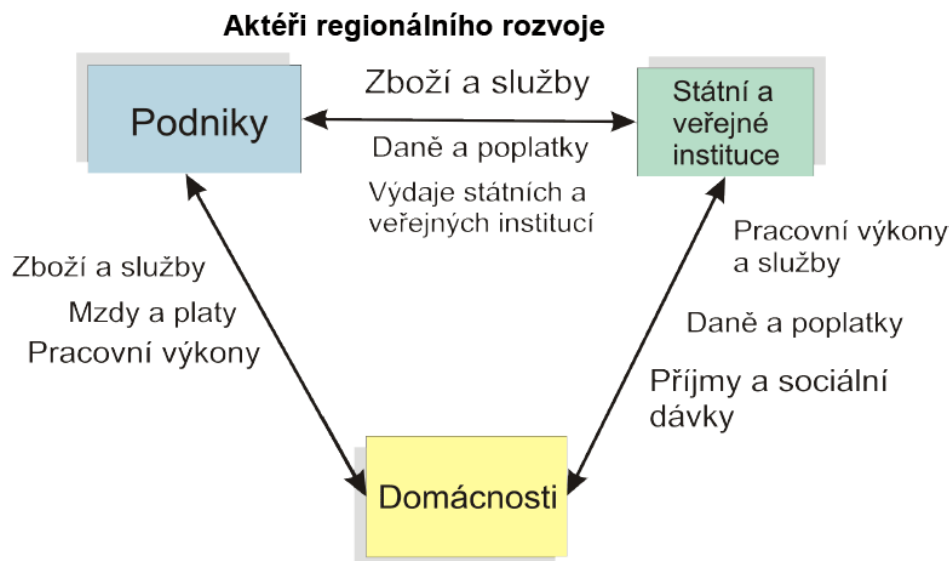 Aktéři regionálního rozvoje
Podniky
Zboží a služby
Daně a poplatky
Výdaje státních a
veřejných institucí
Státní a
veřejné
instituce
Zboží a služby
Mzdy a platy
Pracovní výkony
Pracovní výkony
a služby
Daně a poplatky
Příjmy a sociální
dávky
Domácnosti